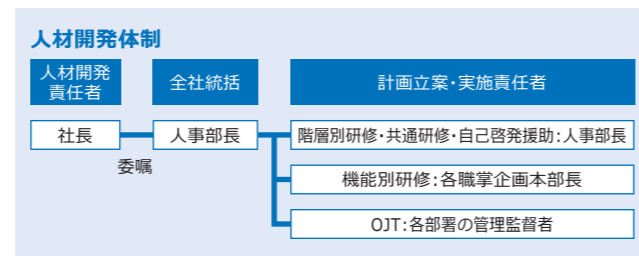 人材開発体制
人材開発
責任者
全社統括
計画立案・実施責任者
社長
人事部長
階層別研修・共通研修・自己啓発援助：人事部長
委嘱
機能別研修：各職掌企画本部長
OJT：各部署の管理監督者